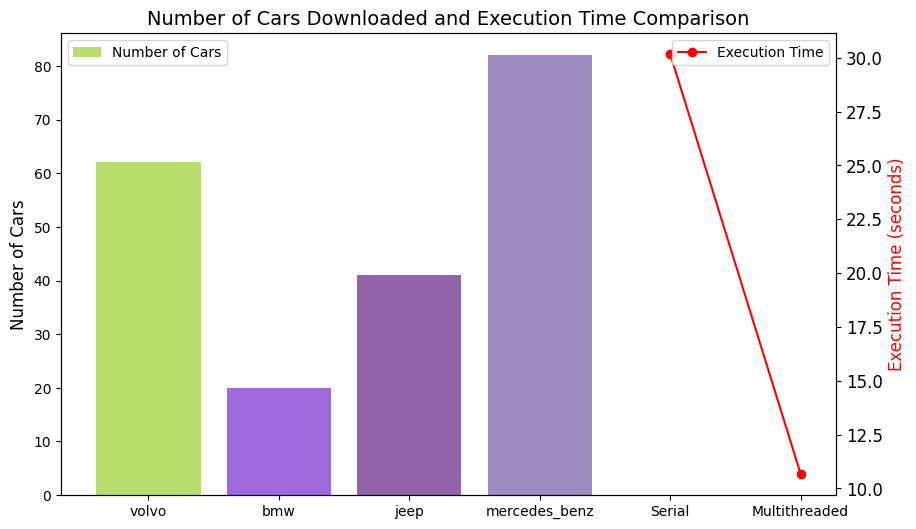 Number of Cars Downloaded and Execution Time Comparison
Number of Cars
Execution Time
Number of Cars
80
70
60
50
40
30
20
10
0
30.0
27.5
25.0
22.5
20.0
17.5
15.0
12.5
10.0
Execution Time (seconds)
volvo
bmw
jeep
mercedes_benz
Serial
Multithreaded